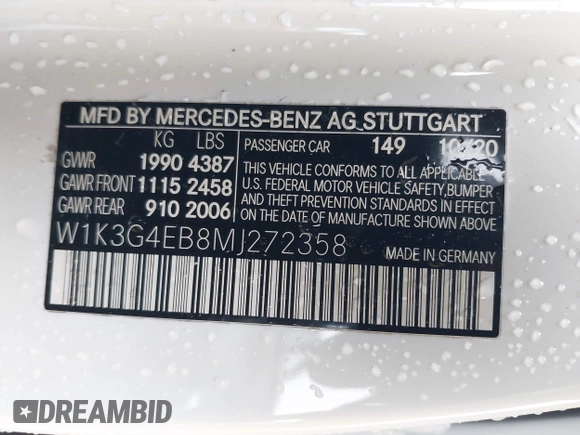 MFD BY MERCEDES-BENZ AG STUTTGART
KG LBS
GVWR 1990 4387
GAWR FRONT 1115 2458
GAWR REAR 910 2006
PASSENGER CAR 149 10/20
THIS VEHICLE CONFORMS TO ALL APPLICABLE
U.S. FEDERAL MOTOR VEHICLE SAFETY, BUMPER
AND THEFT PREVENTION STANDARDS IN EFFECT
ON THE DATE OF MANUFACTURE SHOWN ABOVE
W1K3G4EB8MJ272358
MADE IN GERMANY
DREAMBID